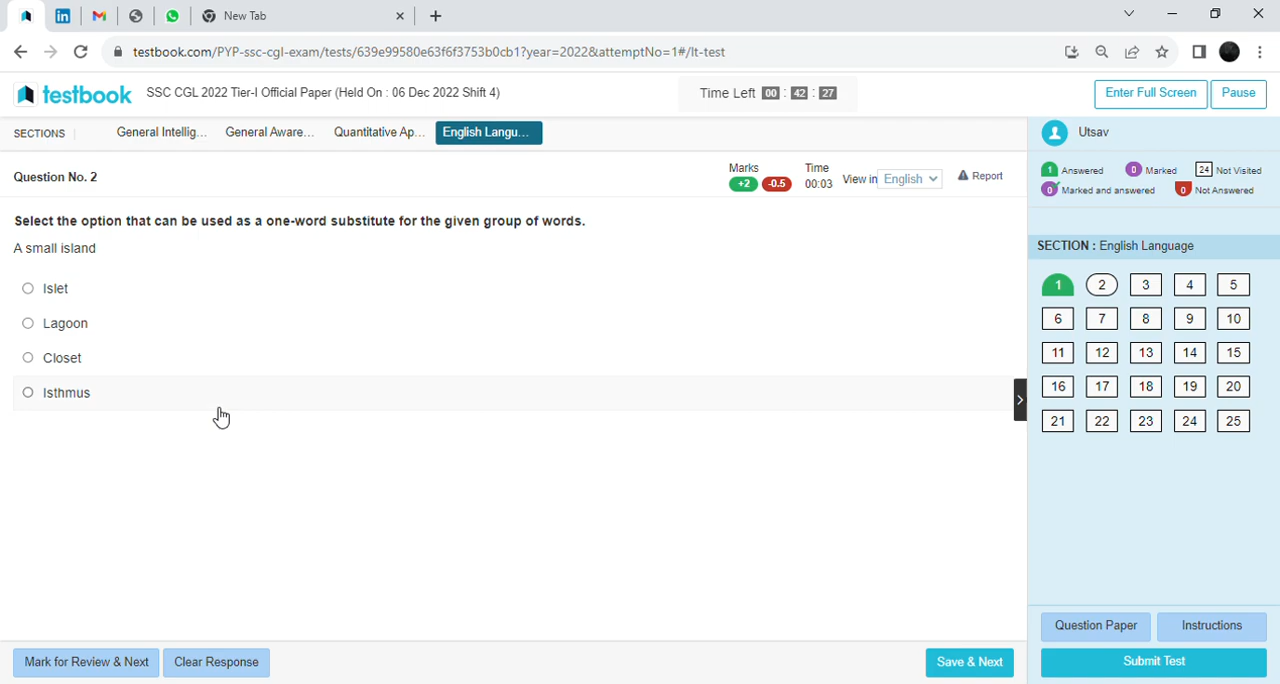 New Tab
testbook.com/PYP-ssc-cgl-exam/tests/639e99580e63f6f3753b0cb1?year=2022&attemptNo=1#/lt-test
testbook SSC CGL 2022 Tier-I Official Paper (Held On : 06 Dec 2022 Shift 4) Time Left 00 : 42 : 27 Enter Full Screen Pause
SECTIONS General Intellig... General Aware... Quantitative Ap... English Langu... Utsav
Question No. 2 Marks +2 -0.5 Time 00:03 View in English Report
1 Answered 0 Marked 24 Not Visited
0 Marked and answered 0 Not Answered
Select the option that can be used as a one-word substitute for the given group of words.
A small island
Islet
Lagoon
Closet
Isthmus
SECTION : English Language
1 2 3 4 5
6 7 8 9 10
11 12 13 14 15
16 17 18 19 20
21 22 23 24 25
Question Paper Instructions
Mark for Review & Next Clear Response Save & Next Submit Test